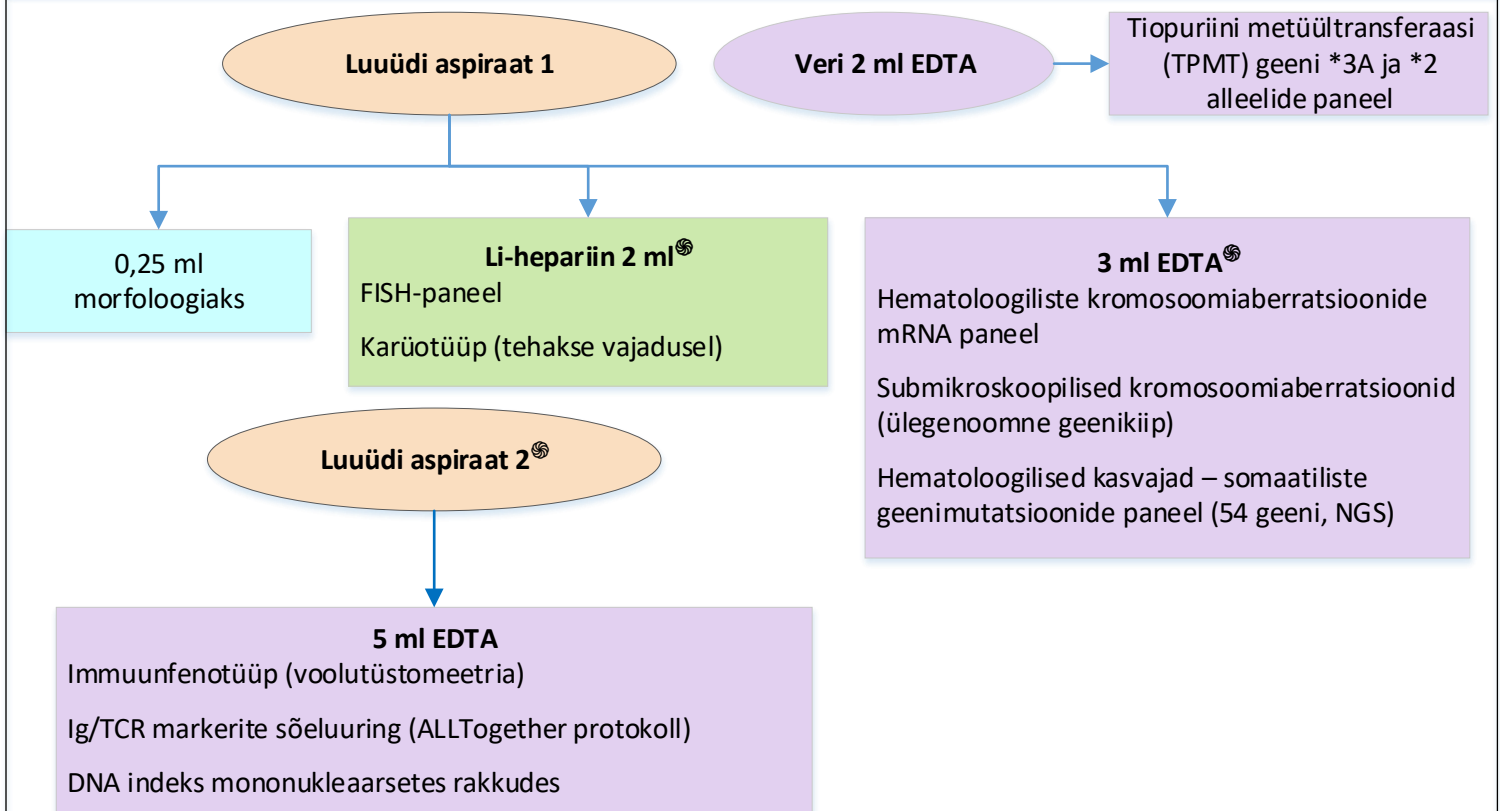 Luuüdi aspiraat 1
Veri 2 ml EDTA
Tiopuriini metüültransferaasi
(TPMT) geeni *3A ja *2
alleelide paneel
0,25 ml
morfoloogiaks
Li-hepariin 2 ml֍
FISH-paneel
Karüotüüp (tehakse vajadusel)
3 ml EDTA֍
Hematoloogiliste kromosoomiaberratsioonide
mRNA paneel
Submikroskoopilised kromosoomiaberratsioonid
(ülegenoomne geenikiip)
Hematoloogilised kasvajad – somaatiliste
geenimutatsioonide paneel (54 geeni, NGS)
Luuüdi aspiraat 2֍
5 ml EDTA
Immuunfenotüüp (voolutüstomeetria)
Ig/TCR markerite sõeluuring (ALLTogether protokoll)
DNA indeks mononukleaarsetes rakkudes